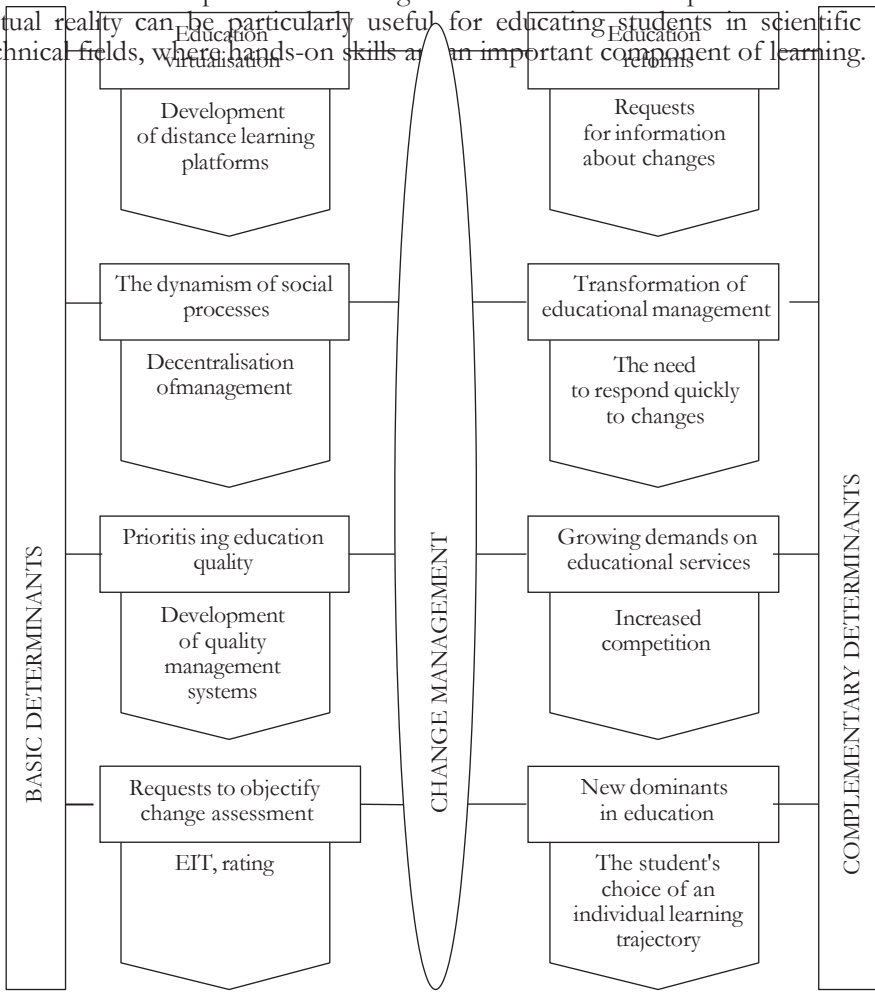 tual reality can be particularly useful for educating students in scientific
chnical fields, where hands-on skills are an important component of learning.
Education
virtualisation
Development
of distance learning
platforms
The dynamism of social
processes
Decentralisation
ofmanagement
Prioritis ing education
quality
Development
of quality
management
systems
Requests to objectify
change assessment
EIT, rating
Education
reforms
Requests
for information
about changes
Transformation of
educational management
The need
to respond quickly
to changes
Growing demands on
educational services
Increased
competition
New dominants
in education
The student's
choice of an
individual learning
trajectory
BASIC DETERMINANTS
CHANGE MANAGEMENT
COMPLEMENTARY DETERMINANTS